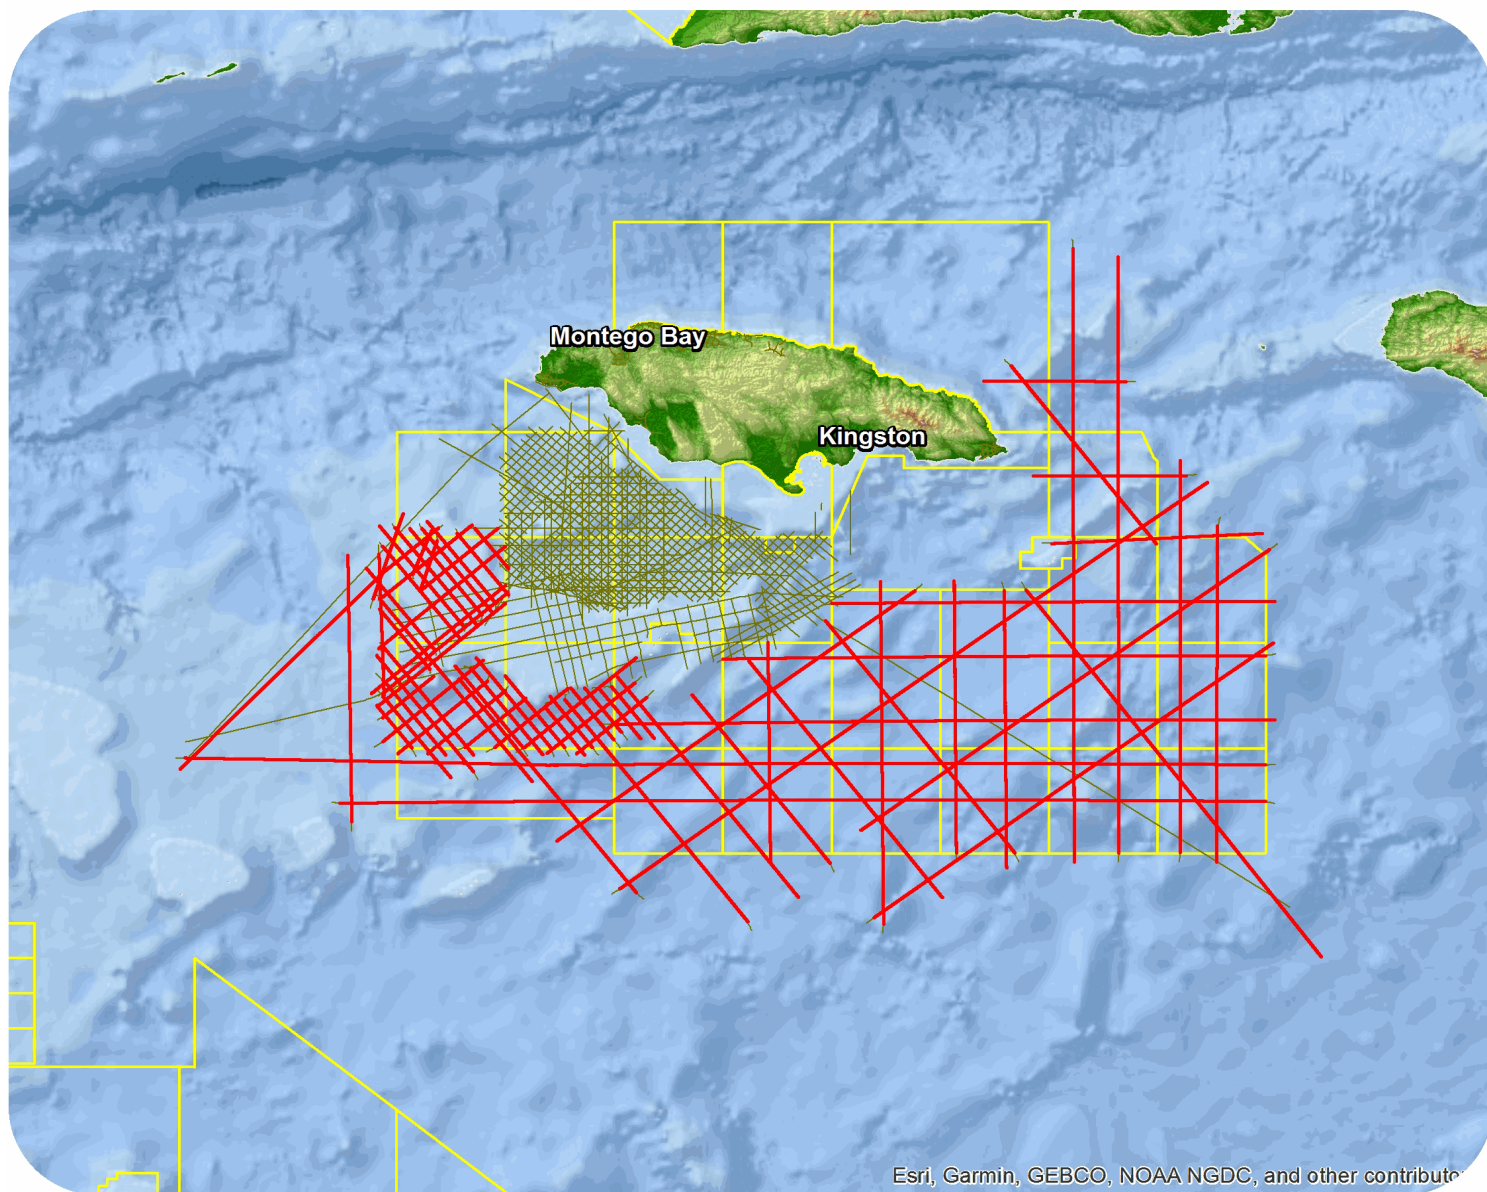 Montego Bay
Kingston
Esri, Garmin, GEBCO, NOAA NGDC, and other contributo